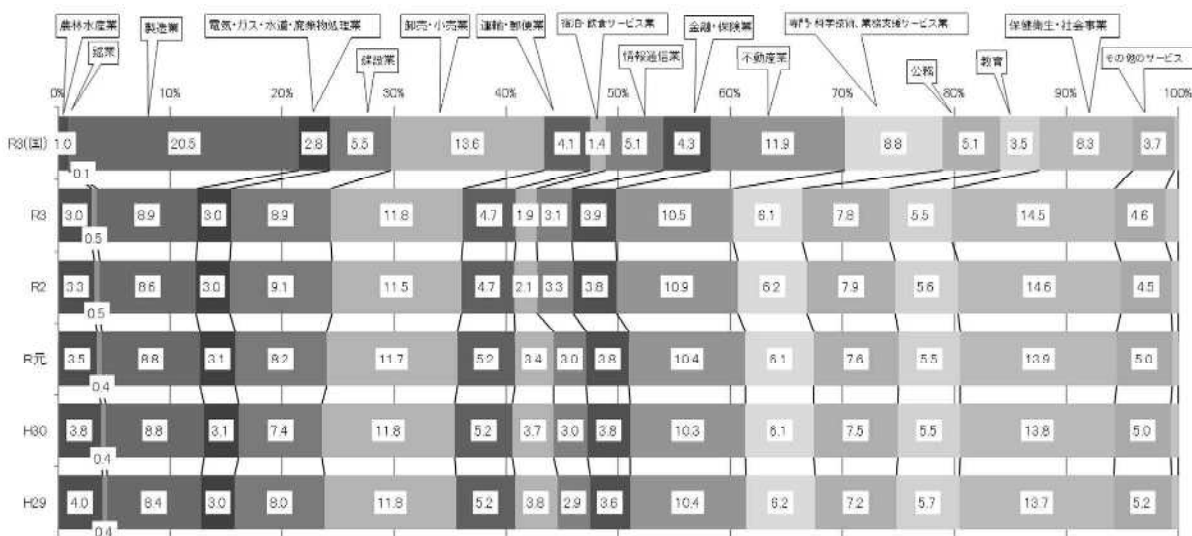 農林水産業
鉱業
製造業
電気・ガス・水道・廃棄物処理業
建設業
卸売・小売業
運輸・郵便業
宿泊・飲食サービス業
情報通信業
金融・保険業
不動産業
専門・科学技術、業務支援サービス業
公務
教育
保健衛生・社会事業
その他のサービス
0% 10% 20% 30% 40% 50% 60% 70% 80% 90% 100%
R3(国) 1.0 20.5 2.8 5.5 13.6 4.1 1.4 5.1 4.3 11.9 8.8 5.1 3.5 8.3 3.7
0.1
R3 3.0 8.9 3.0 8.9 11.8 4.7 1.9 3.1 3.9 10.5 6.1 7.8 5.5 14.5 4.6
0.5
R2 3.3 8.6 3.0 9.1 11.5 4.7 2.1 3.3 3.8 10.9 6.2 7.9 5.6 14.6 4.5
0.5
R元 3.5 8.8 3.1 8.2 11.7 5.2 3.4 3.0 3.8 10.4 6.1 7.6 5.5 13.9 5.0
0.4
H30 3.8 8.8 3.1 7.4 11.8 5.2 3.7 3.0 3.8 10.3 6.1 7.5 5.5 13.8 5.0
0.4
H29 4.0 8.4 3.0 8.0 11.8 5.2 3.8 2.9 3.6 10.4 6.2 7.2 5.7 13.7 5.2
0.4